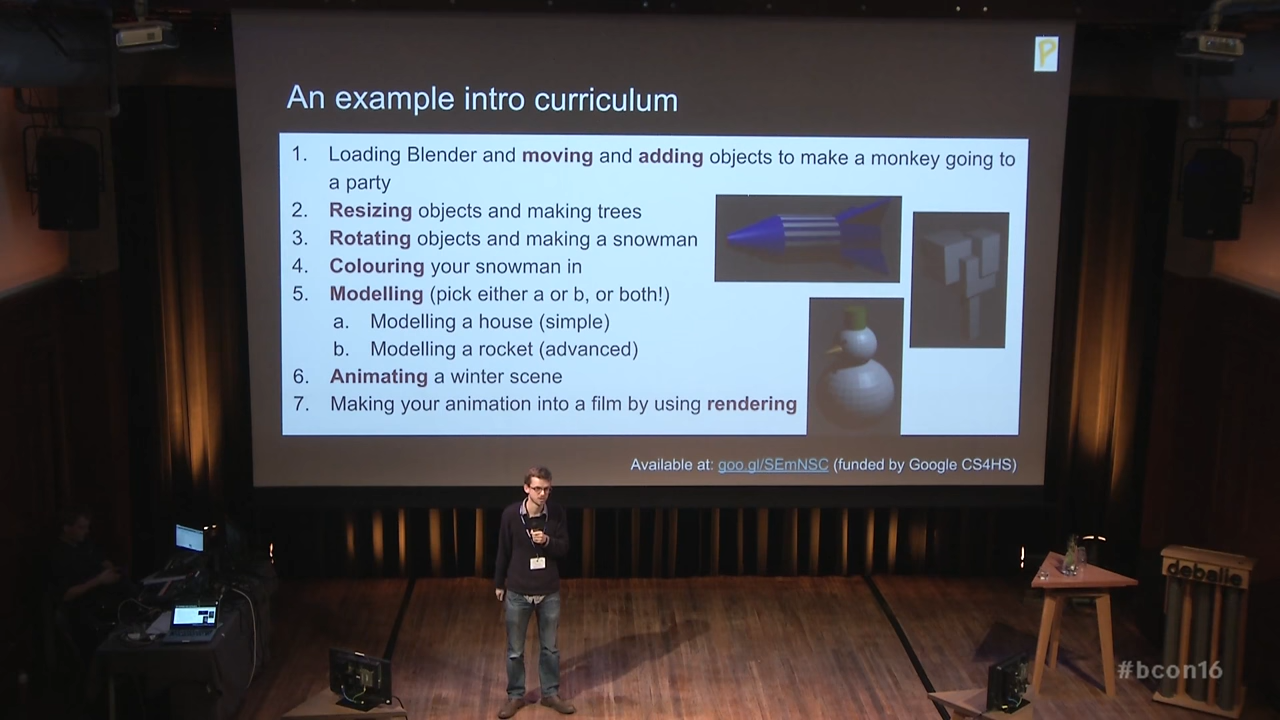 P
An example intro curriculum
1. Loading Blender and moving and adding objects to make a monkey going to
a party
2. Resizing objects and making trees
3. Rotating objects and making a snowman
4. Colouring your snowman in
5. Modelling (pick either a or b, or both!)
a. Modelling a house (simple)
b. Modelling a rocket (advanced)
6. Animating a winter scene
7. Making your animation into a film by using rendering
Available at: goo.gl/SEmNSC (funded by Google CS4HS)
debalie
#bcon16